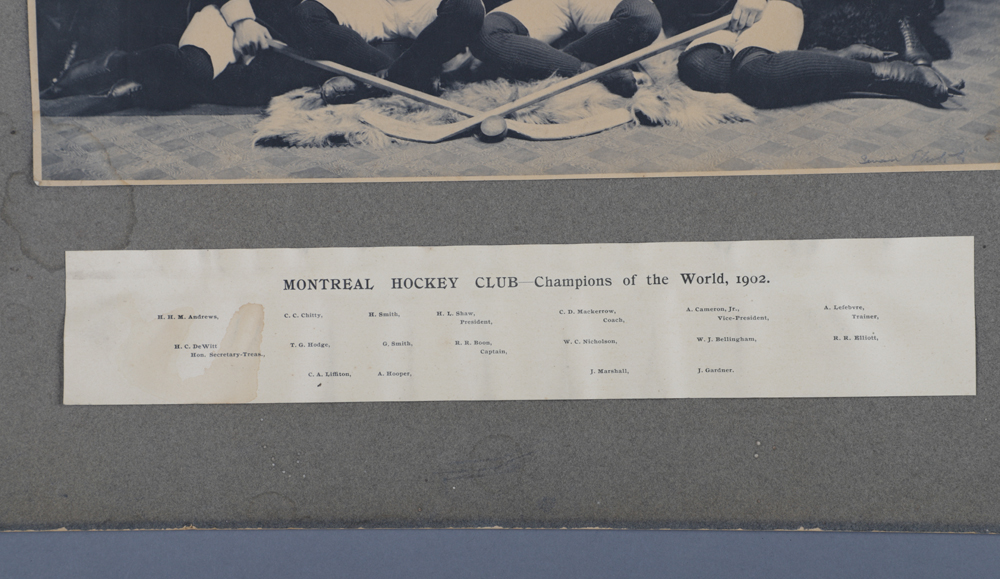 MONTREAL HOCKEY CLUB—Champions of the World, 1902.
H. H. M. Andrews, C. C. Chitty, H. Smith, H. L. Shaw, C. D. Mackerrow, A. Cameron, Jr., A. Lefebvre,
President, Coach, Vice-President, Trainer,
H. C. DeWitt T. G. Hodge, G. Smith, R. R. Boon, W. C. Nicholson, W. J. Bellingham, R. H. Elliott,
Hon. Secretary-Treas., Captain,
C. A. Liffiton, A. Hooper, J. Marshall, J. Gardner.